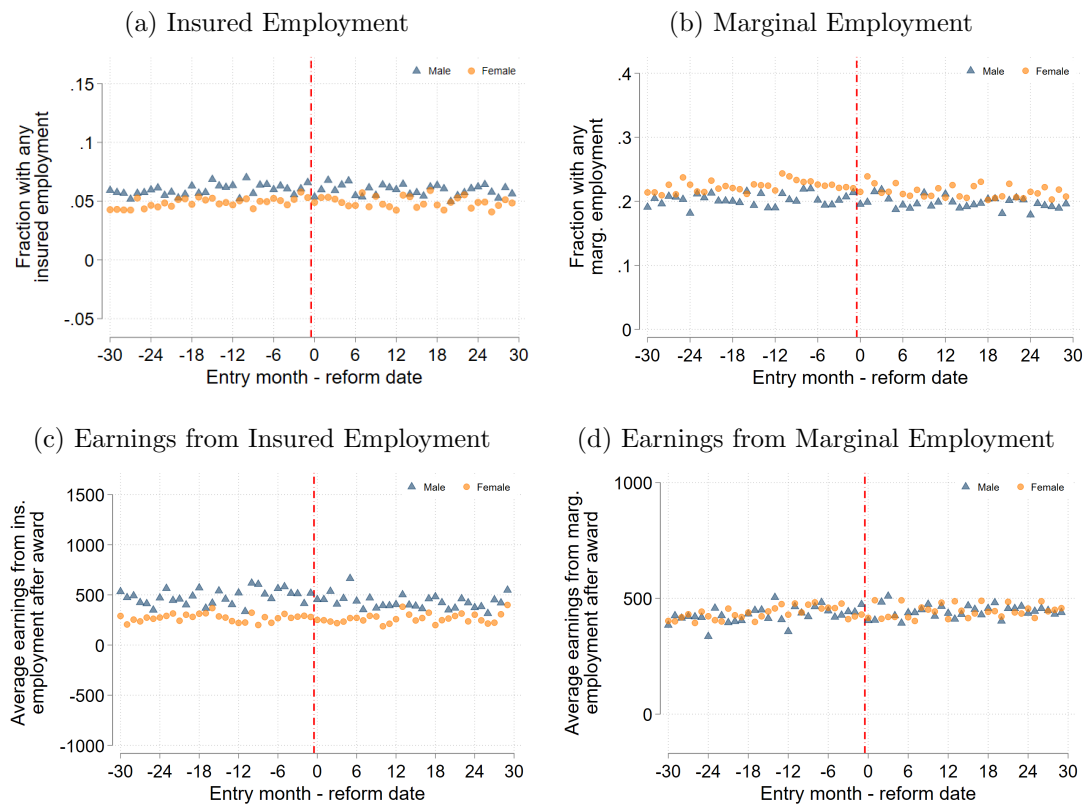 (a) Insured Employment
Male Female
Fraction with any
insured employment
.15
.1
.05
0
-.05
-30 -24 -18 -12 -6 0 6 12 18 24 30
Entry month - reform date
(b) Marginal Employment
Male Female
Fraction with any
marg. employment
.4
.3
.2
.1
0
-30 -24 -18 -12 -6 0 6 12 18 24 30
Entry month - reform date
(c) Earnings from Insured Employment
Male Female
Average earnings from ins.
employment after award
1500
1000
500
0
-500
-1000
-30 -24 -18 -12 -6 0 6 12 18 24 30
Entry month - reform date
(d) Earnings from Marginal Employment
Male Female
Average earnings from marg.
employment after award
1000
500
0
-30 -24 -18 -12 -6 0 6 12 18 24 30
Entry month - reform date